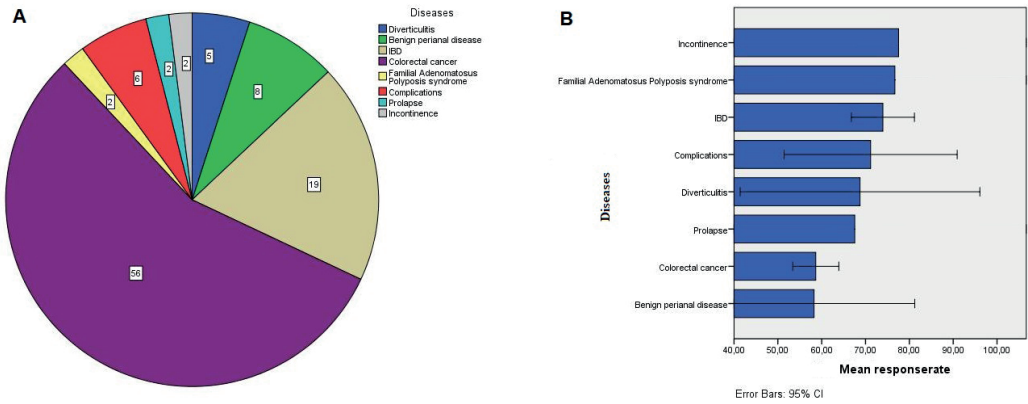 A
Diseases
Diverticulitis
Benign perianal disease
IBD
Colorectal cancer
Familial Adenomatosus
Polyposis syndrome
Complications
Prolapse
Incontinence
5
8
19
56
2
6
2
2
B
Diseases
Incontinence
Familial Adenomatosus Polyposis syndrome
IBD
Complications
Diverticulitis
Prolapse
Colorectal cancer
Benign perianal disease
40,00 50,00 60,00 70,00 80,00 90,00 100,00
Mean responserate
Error Bars: 95% CI